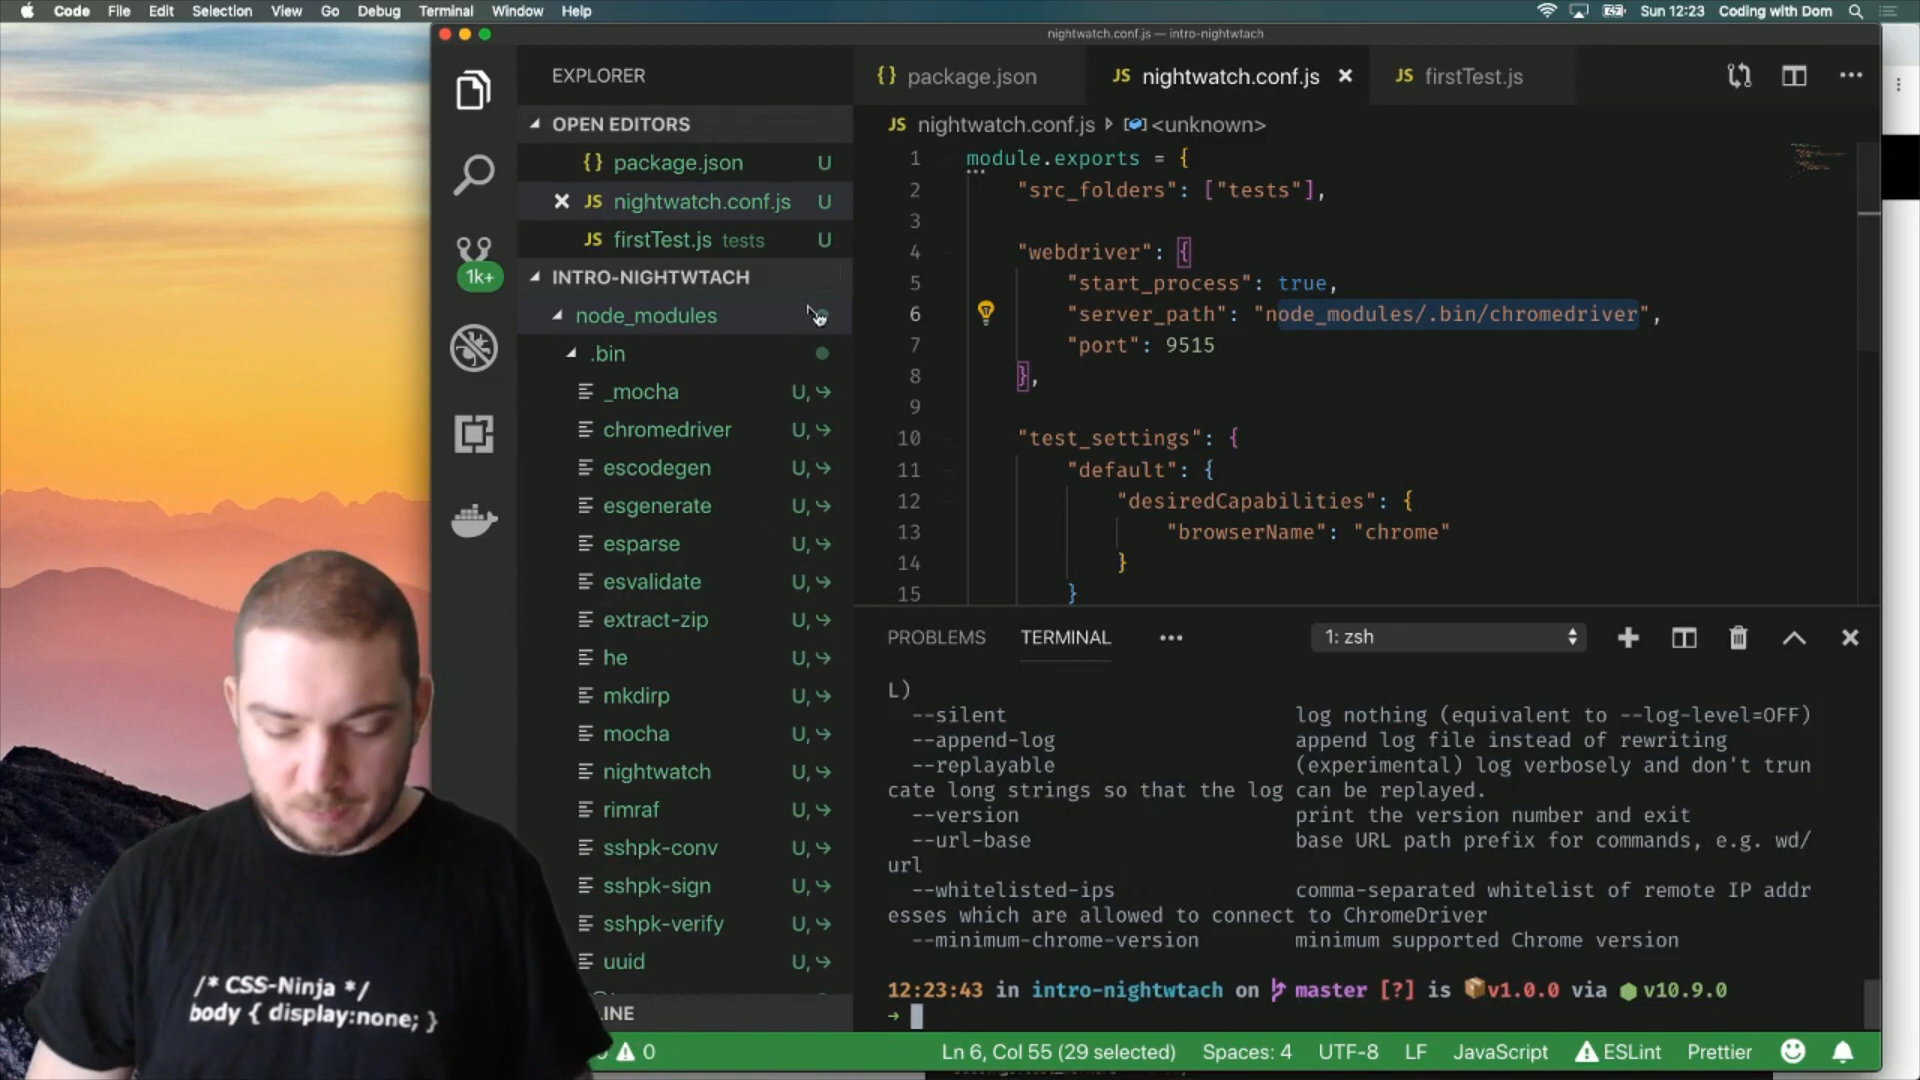 Code File Edit Selection View Go Debug Terminal Window Help
Sun 12:23 Coding with Dom
nightwatch.conf.js — intro-nightwtach
EXPLORER
OPEN EDITORS
{} package.json U
JS nightwatch.conf.js U
JS firstTest.js tests U
INTRO-NIGHTWTACH
1k+
node_modules
.bin
_mocha U,
chromedriver U,
escodegen U,
esgenerate U,
esparse U,
esvalidate U,
extract-zip U,
he U,
mkdirp U,
mocha U,
nightwatch U,
rimraf U,
sshpk-conv U,
sshpk-sign U,
sshpk-verify U,
uuid U,
LINE
{} package.json
JS nightwatch.conf.js
JS firstTest.js
JS nightwatch.conf.js <unknown>
1 module.exports = {
2 "src_folders": ["tests"],
3
4 "webdriver": {
5 "start_process": true,
6 "server_path": "node_modules/.bin/chromedriver",
7 "port": 9515
8 },
9
10 "test_settings": {
11 "default": {
12 "desiredCapabilities": {
13 "browserName": "chrome"
14 }
15 }
PROBLEMS TERMINAL 1: zsh
L)
--silent log nothing (equivalent to --log-level=OFF)
--append-log append log file instead of rewriting
--replayable (experimental) log verbosely and don't trun
cate long strings so that the log can be replayed.
--version print the version number and exit
--url-base base URL path prefix for commands, e.g. wd/
url
--whitelisted-ips comma-separated whitelist of remote IP addr
esses which are allowed to connect to ChromeDriver
--minimum-chrome-version minimum supported Chrome version
12:23:43 in intro-nightwtach on master [?] is v1.0.0 via v10.9.0
→
0 Ln 6, Col 55 (29 selected) Spaces: 4 UTF-8 LF JavaScript ESLint Prettier
/* CSS-Ninja */
body { display:none; }